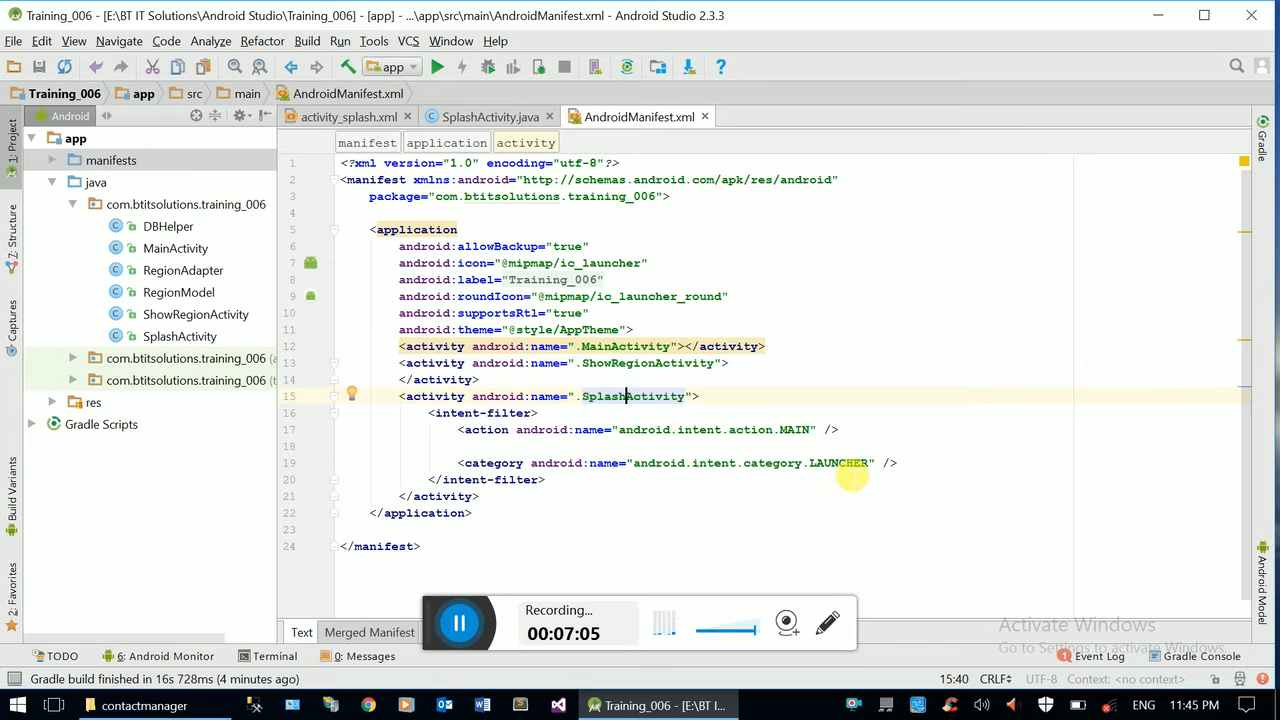 Training_006 - [E:\BT IT Solutions\Android Studio\Training_006] - [app] - ...\app\src\main\AndroidManifest.xml - Android Studio 2.3.3
File Edit View Navigate Code Analyze Refactor Build Run Tools VCS Window Help
app
Training_006 app src main AndroidManifest.xml
Android
activity_splash.xml SplashActivity.java AndroidManifest.xml
manifest application activity
1: Project
7: Structure
Captures
Build Variants
2: Favorites
app
manifests
java
com.btitsolutions.training_006
DBHelper
MainActivity
RegionAdapter
RegionModel
ShowRegionActivity
SplashActivity
com.btitsolutions.training_006 (
com.btitsolutions.training_006 (t
res
Gradle Scripts
1 <?xml version="1.0" encoding="utf-8"?>
2 <manifest xmlns:android="http://schemas.android.com/apk/res/android"
3 package="com.btitsolutions.training_006">
4
5 <application
6 android:allowBackup="true"
7 android:icon="@mipmap/ic_launcher"
8 android:label="Training_006"
9 android:roundIcon="@mipmap/ic_launcher_round"
10 android:supportsRtl="true"
11 android:theme="@style/AppTheme">
12 <activity android:name=".MainActivity"></activity>
13 <activity android:name=".ShowRegionActivity">
14 </activity>
15 <activity android:name=".SplashActivity">
16 <intent-filter>
17 <action android:name="android.intent.action.MAIN" />
18
19 <category android:name="android.intent.category.LAUNCHER" />
20 </intent-filter>
21 </activity>
22 </application>
23
24 </manifest>
Gradle
Android Model
Recording...
00:07:05
Activate Windows
Go to Settings to activate Windows.
Text Merged Manifest
TODO 6: Android Monitor Terminal 0: Messages 1 Event Log Gradle Console
Gradle build finished in 16s 728ms (4 minutes ago) 15:40 CRLF UTF-8 Context: <no context>
contactmanager Training_006 - [E:\BT I... 11:45 PM